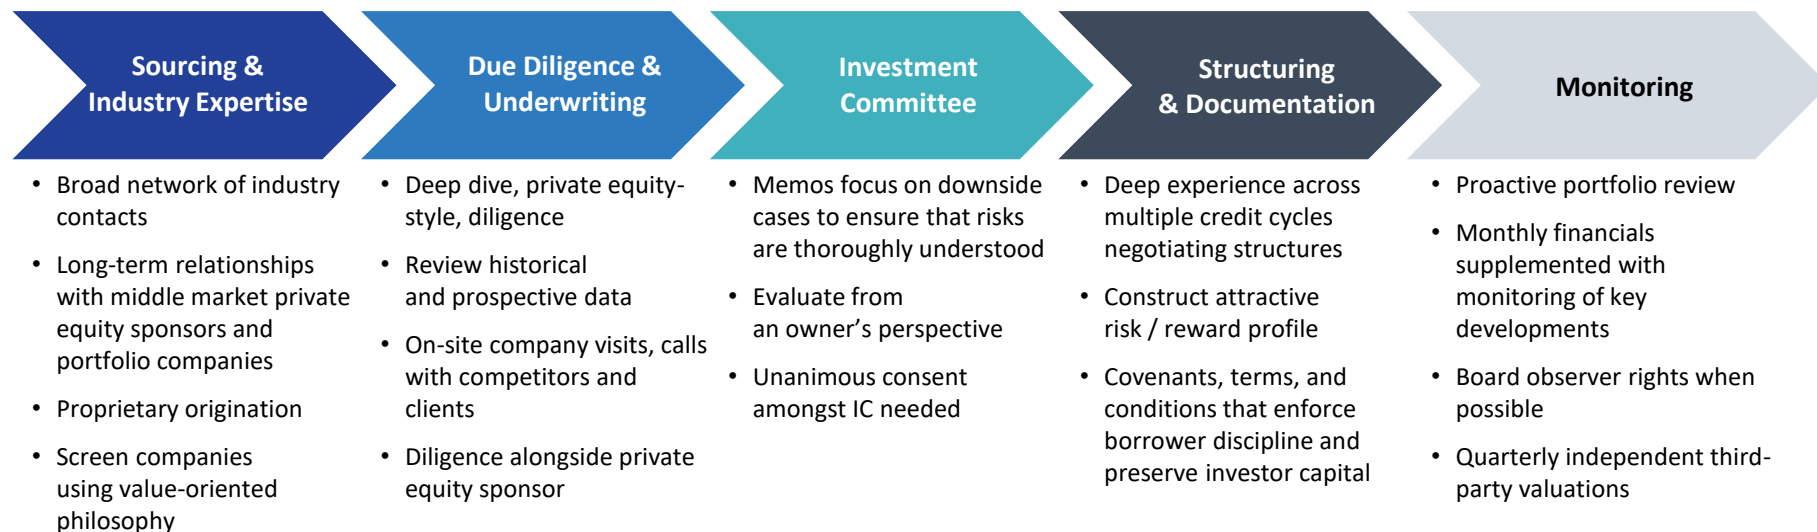 Sourcing &
Industry Expertise
• Broad network of industry
contacts
• Long-term relationships
with middle market private
equity sponsors and
portfolio companies
• Proprietary origination
• Screen companies
using value-oriented
philosophy
Due Diligence &
Underwriting
• Deep dive, private equity-
style, diligence
• Review historical
and prospective data
• On-site company visits, calls
with competitors and
clients
• Diligence alongside private
equity sponsor
Investment
Committee
• Memos focus on downside
cases to ensure that risks
are thoroughly understood
• Evaluate from
an owner’s perspective
• Unanimous consent
amongst IC needed
Structuring
& Documentation
• Deep experience across
multiple credit cycles
negotiating structures
• Construct attractive
risk / reward profile
• Covenants, terms, and
conditions that enforce
borrower discipline and
preserve investor capital
Monitoring
• Proactive portfolio review
• Monthly financials
supplemented with
monitoring of key
developments
• Board observer rights when
possible
• Quarterly independent third-
party valuations